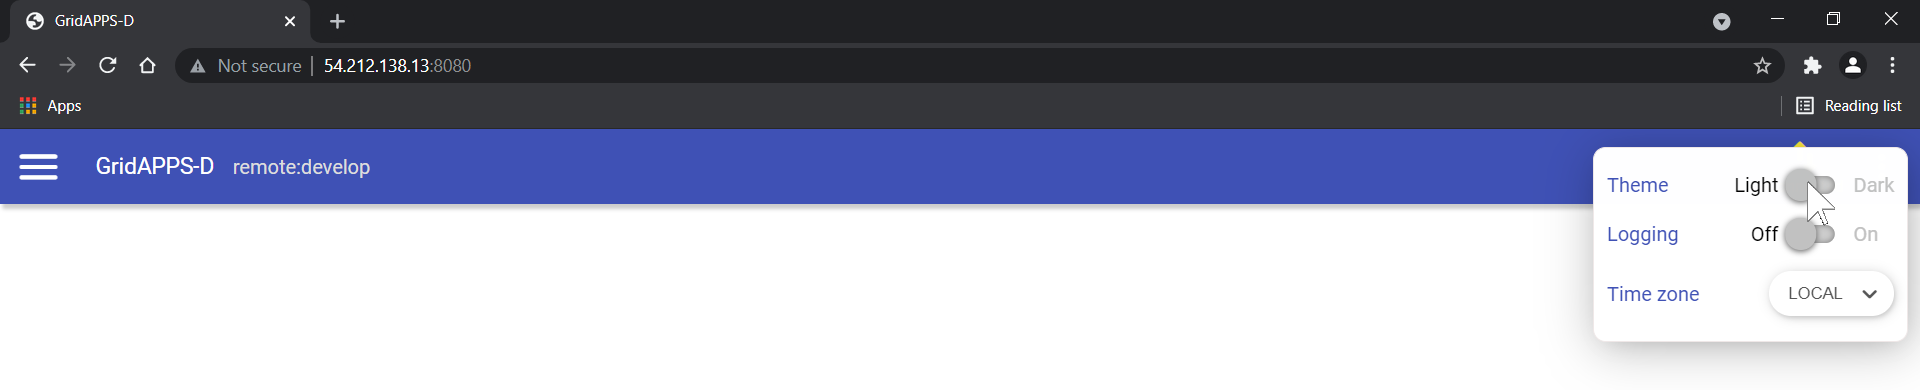 GridAPPS-D
Not secure 54.212.138.13:8080
Apps
Reading list
GridAPPS-D remote:develop
Theme Light Dark
Logging Off On
Time zone LOCAL